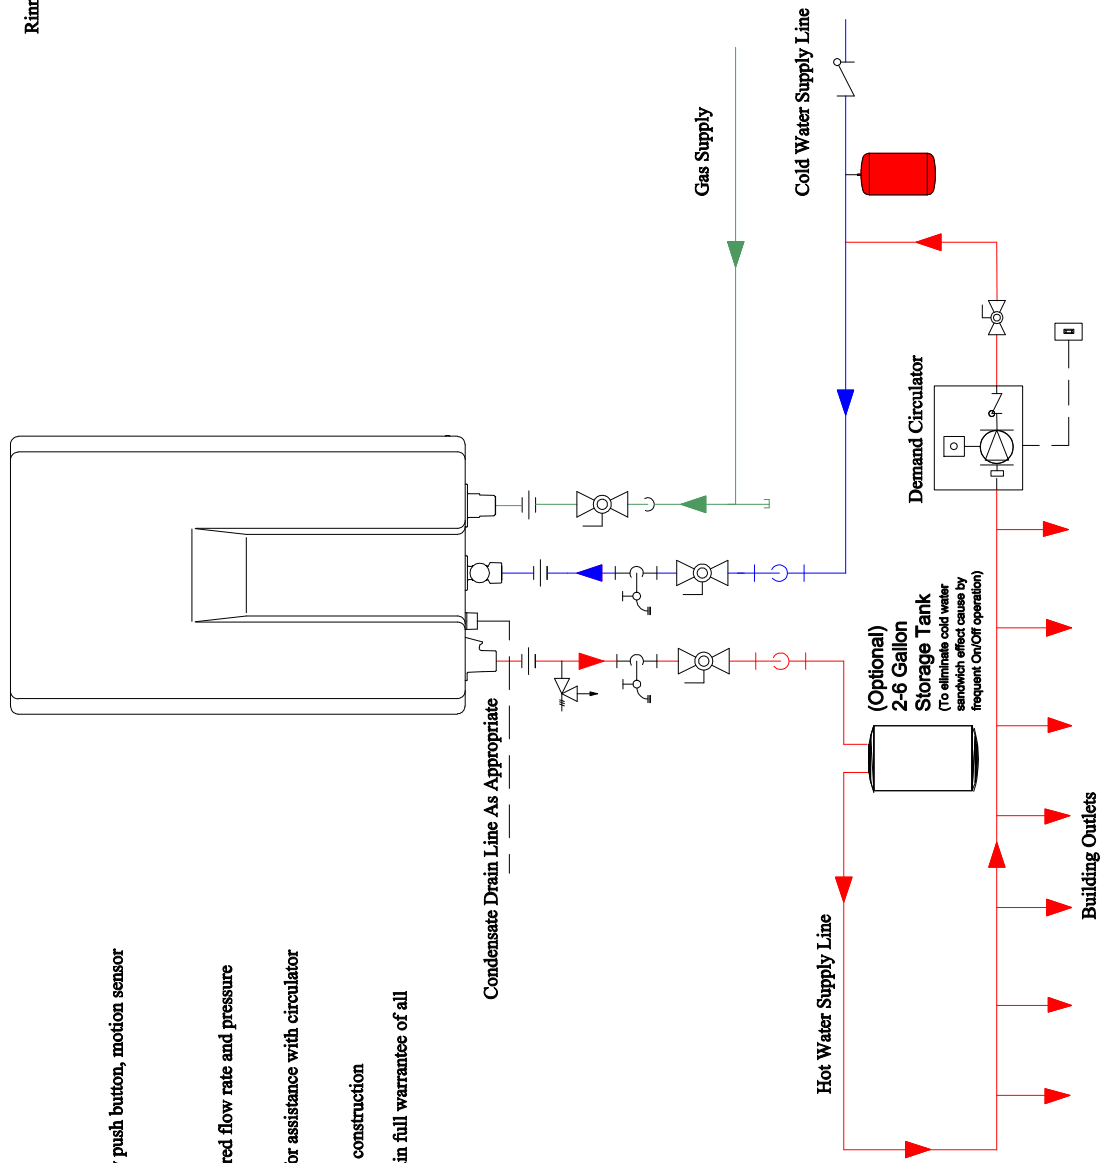 Rinn
Cold Water Supply Line
Gas Supply
Demand Circulator
(Optional)
2-6 Gallon
Storage Tank
(To eliminate cold water
sandwich effect cause by
frequent On/Off operation)
Condensate Drain Line As Appropriate
Building Outlets
Hot Water Supply Line
push button, motion sensor
red flow rate and pressure
or assistance with circulator
construction
in full warrantee of all